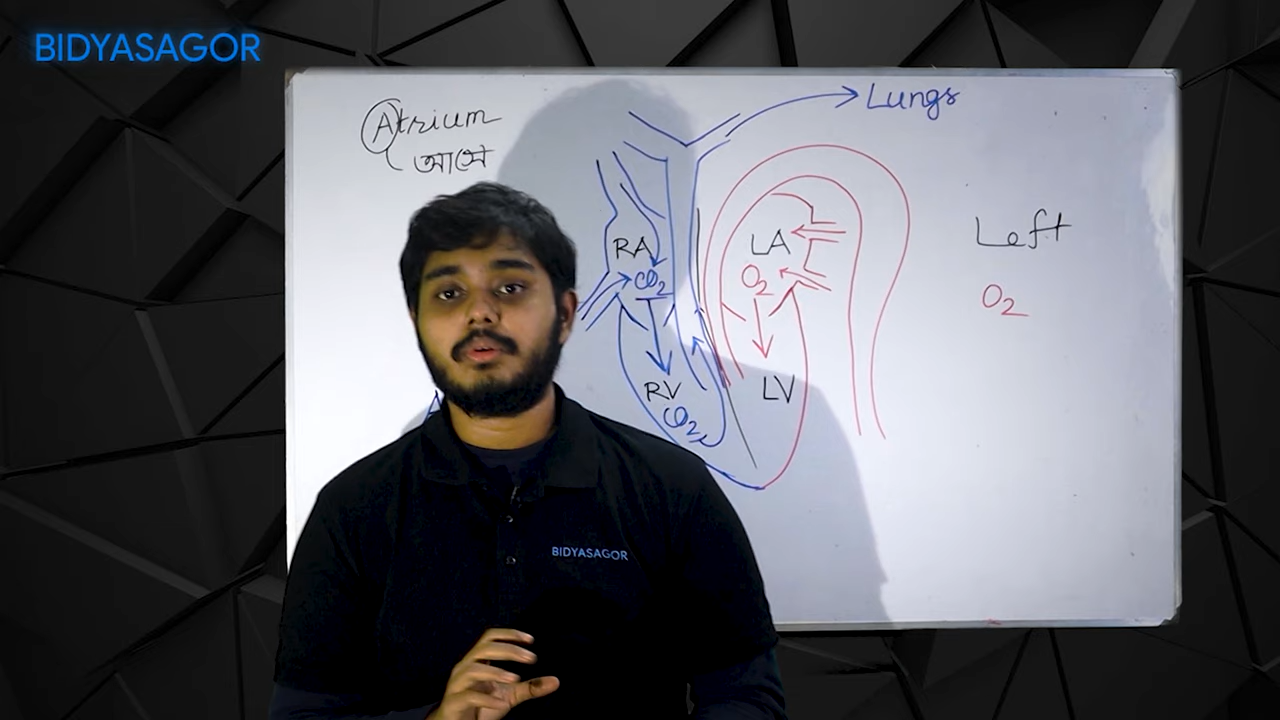 BIDYASAGOR
Atrium
আসে
Lungs
RA
CO2
LA
O2
Left
O2
RV
CO2
LV
BIDYASAGOR